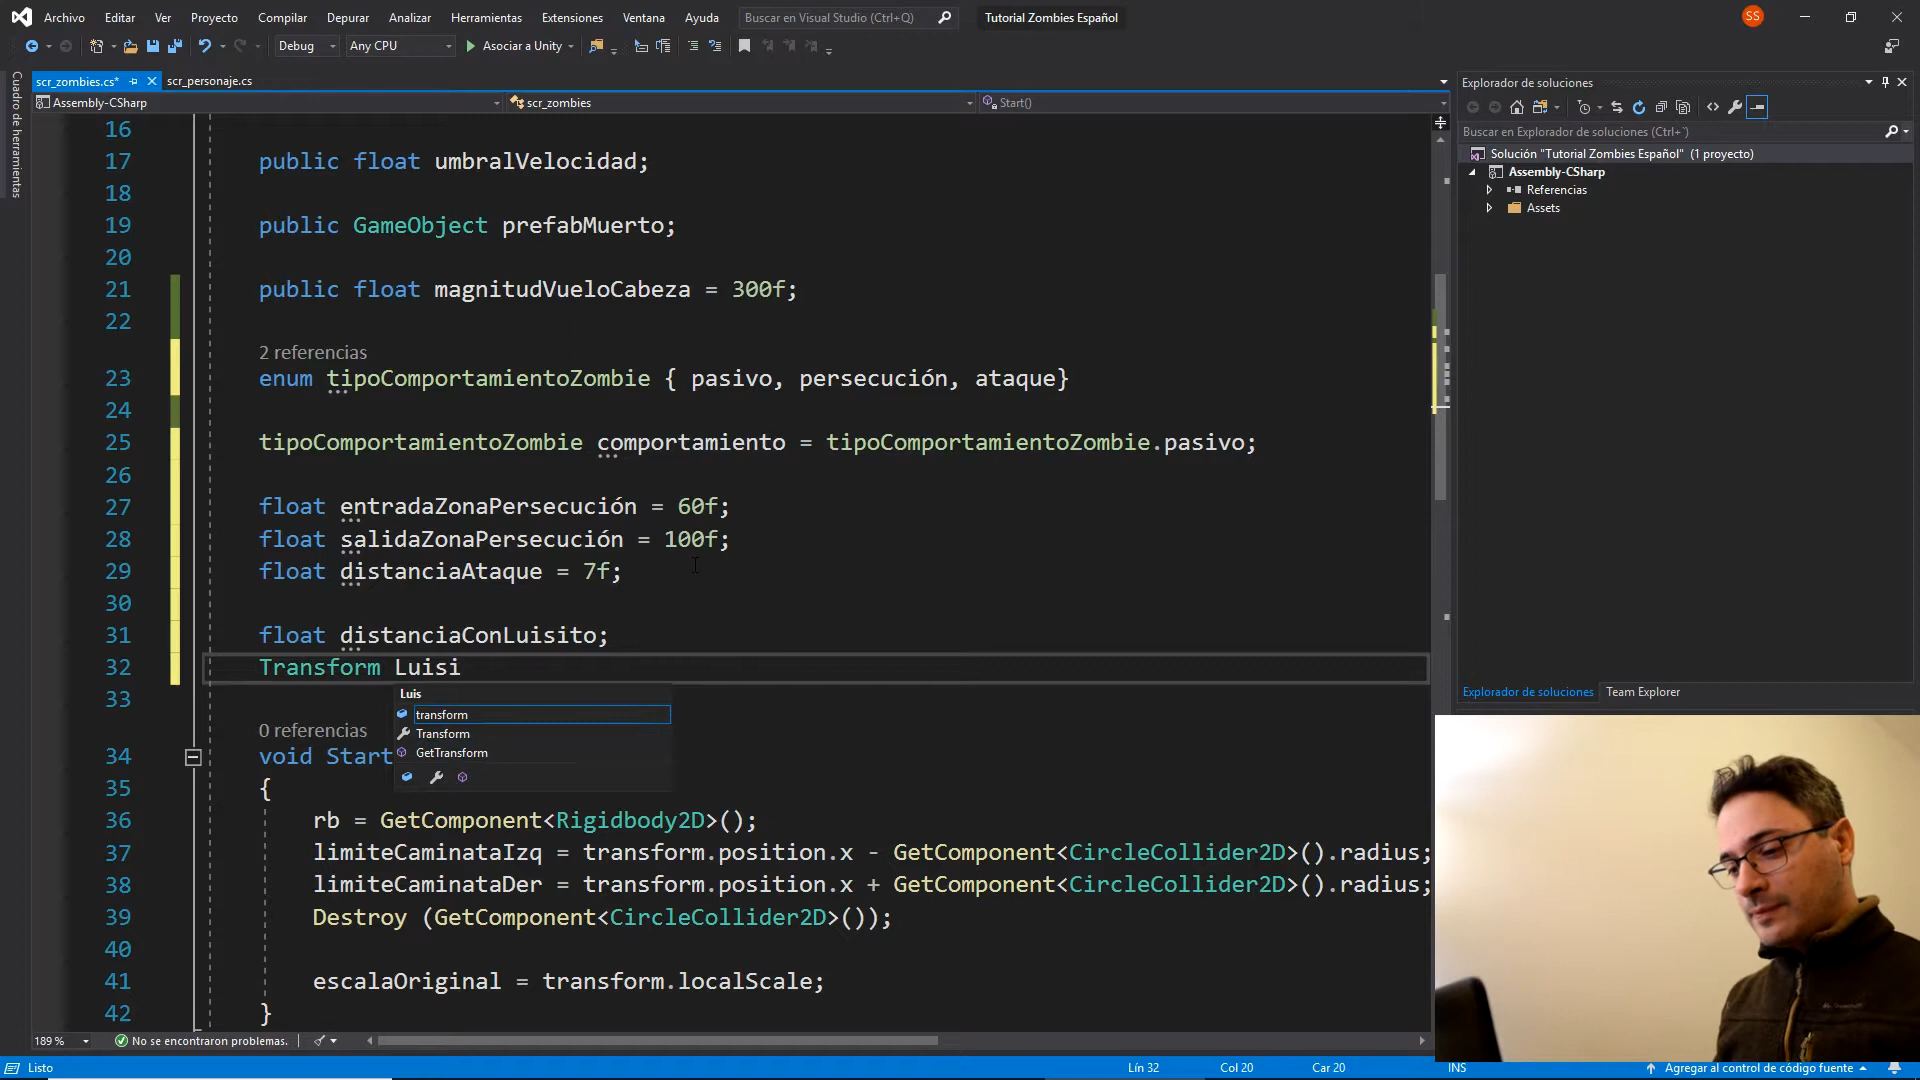 Archivo Editar Ver Proyecto Compilar Depurar Analizar Herramientas Extensiones Ventana Ayuda Buscar en Visual Studio (Ctrl+Q) Tutorial Zombies Español SS
Debug Any CPU Asociar a Unity
Cuadro de herramientas
scr_zombies.cs* scr_personaje.cs
Assembly-CSharp scr_zombies Start()
16
17 public float umbralVelocidad;
18
19 public GameObject prefabMuerto;
20
21 public float magnitudVueloCabeza = 300f;
22
2 referencias
23 enum tipoComportamientoZombie { pasivo, persecución, ataque}
24
25 tipoComportamientoZombie comportamiento = tipoComportamientoZombie.pasivo;
26
27 float entradaZonaPersecución = 60f;
28 float salidaZonaPersecución = 100f;
29 float distanciaAtaque = 7f;
30
31 float distanciaConLuisito;
32 Transform Luisi
33
Luis
transform
Transform
GetTransform
0 referencias
34 void Start
35 {
36 rb = GetComponent<Rigidbody2D>();
37 limiteCaminataIzq = transform.position.x - GetComponent<CircleCollider2D>().radius;
38 limiteCaminataDer = transform.position.x + GetComponent<CircleCollider2D>().radius;
39 Destroy (GetComponent<CircleCollider2D>());
40
41 escalaOriginal = transform.localScale;
42 }
189 % No se encontraron problemas.
Listo Lín 32 Col 20 Car 20 INS Agregar al control de código fuente
Explorador de soluciones
Buscar en Explorador de soluciones (Ctrl+`)
Solución "Tutorial Zombies Español" (1 proyecto)
Assembly-CSharp
Referencias
Assets
Explorador de soluciones Team Explorer